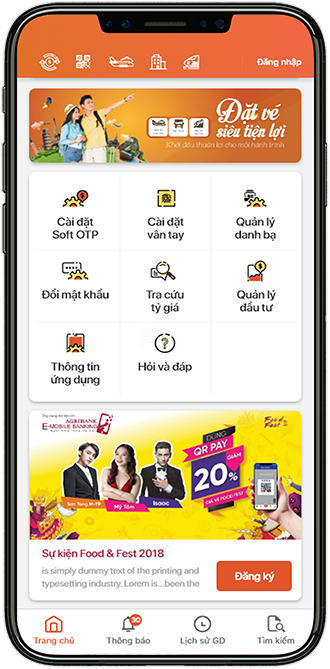 Đăng nhập
Đặt vé
siêu tiện lợi
Khởi đầu thuận lợi cho mỗi hành trình
Cài đặt
Soft OTP
Cài đặt
vân tay
Quản lý
danh bạ
Đổi mật khẩu
Tra cứu
tỷ giá
Quản lý
đầu tư
Thông tin
ứng dụng
Hỏi và đáp
AGRIBANK
E-MOBILE BANKING
Food &
Fest
DÙNG
QR PAY
GIẢM
20%
GIÁ VÉ FOOD FEST
Sơn Tùng M-TP
Mỹ Tâm
Isaac
Sự kiện Food & Fest 2018
is simply dummy text of the printing and
typesetting industry. Lorem is...been the
Đăng ký
30
Trang chủ
Thông báo
Lịch sử GD
Tìm kiếm